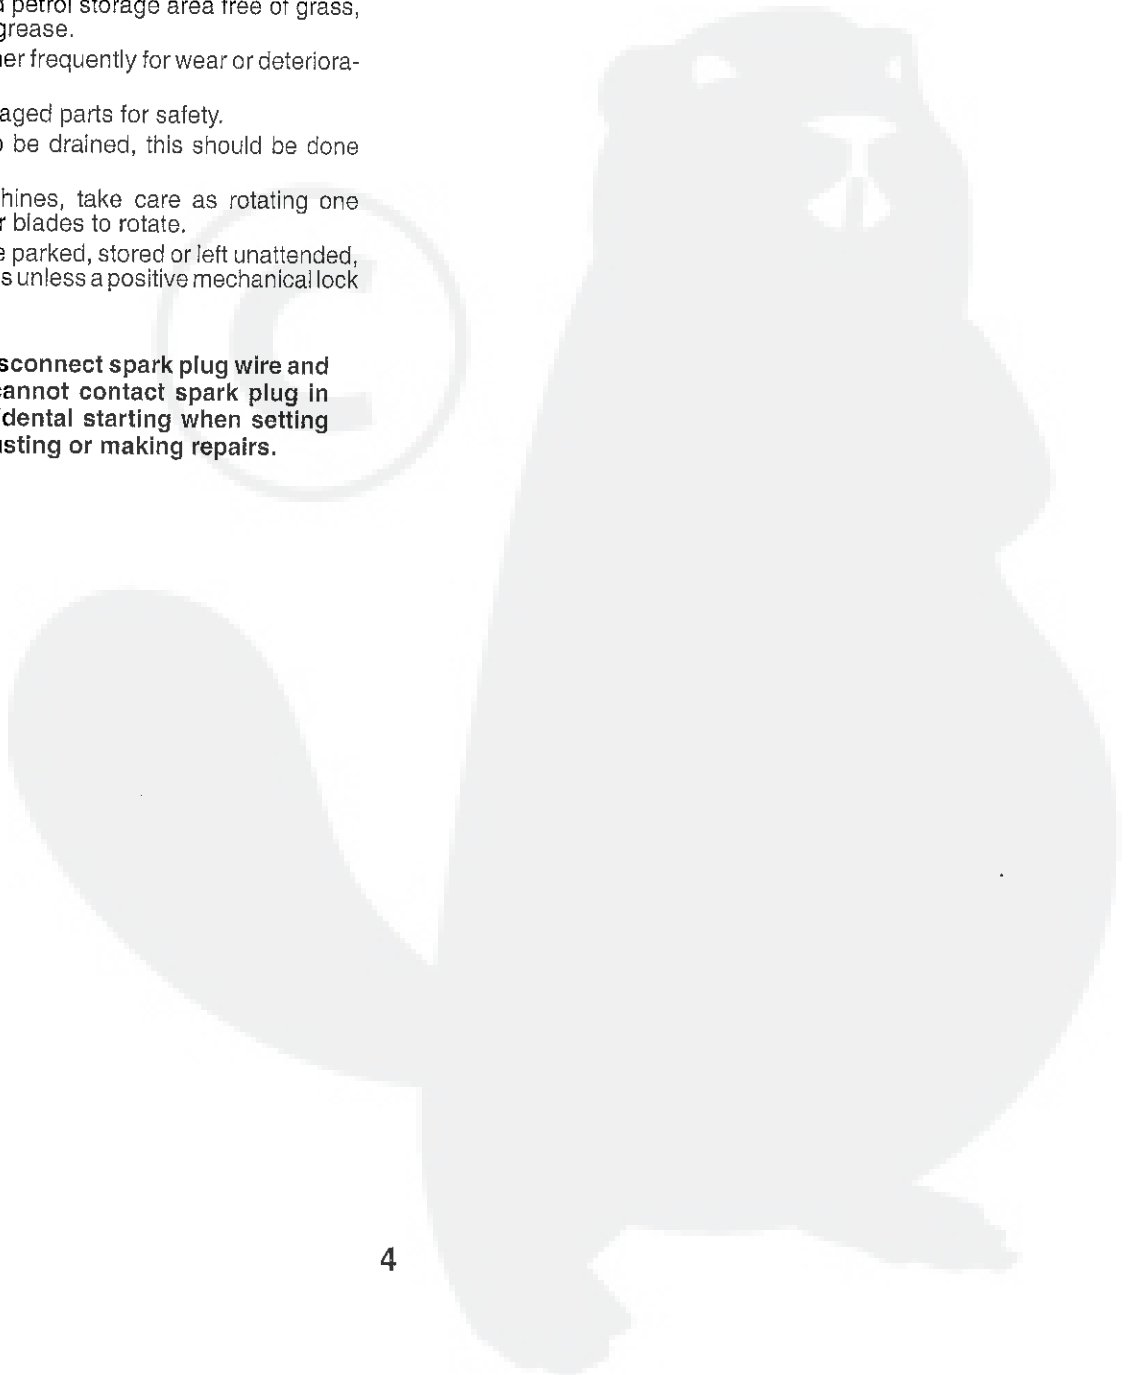 petrol storage area free of grass,
grease.
er frequently for wear or deteriora-
aged parts for safety.
be drained, this should be done
hines, take care as rotating one
r blades to rotate.
e parked, stored or left unattended,
s unless a positive mechanical lock
sconnect spark plug wire and
cannot contact spark plug in
dental starting when setting
usting or making repairs.
©
4